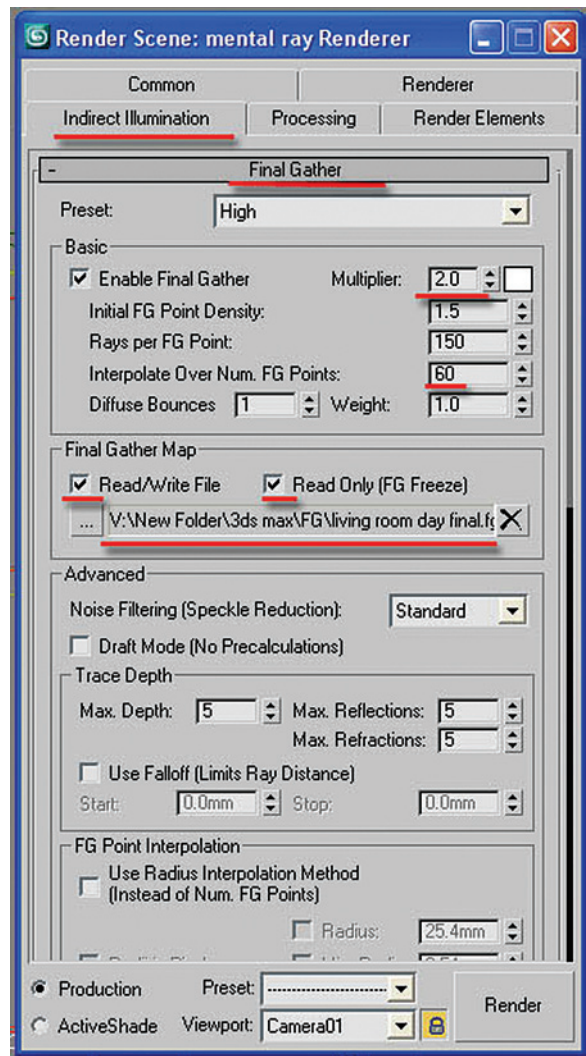 Render Scene: mental ray Renderer
Common Renderer
Indirect Illumination Processing Render Elements
- Final Gather
Preset: High
Basic
Enable Final Gather Multiplier: 2.0
Initial FG Point Density: 1.5
Rays per FG Point: 150
Interpolate Over Num. FG Points: 60
Diffuse Bounces 1 Weight: 1.0
Final Gather Map
Read/Write File Read Only (FG Freeze)
... V:\New Folder\3ds max\FG\living room day final.fg
Advanced
Noise Filtering (Speckle Reduction): Standard
Draft Mode (No Precalculations)
Trace Depth
Max. Depth: 5 Max. Reflections: 5
Max. Refractions: 5
Use Falloff (Limits Ray Distance)
Start: 0.0mm Stop: 0.0mm
FG Point Interpolation
Use Radius Interpolation Method
(Instead of Num. FG Points)
Radius: 25.4mm
Production Preset: -----------------------
ActiveShade Viewport: Camera01
Render